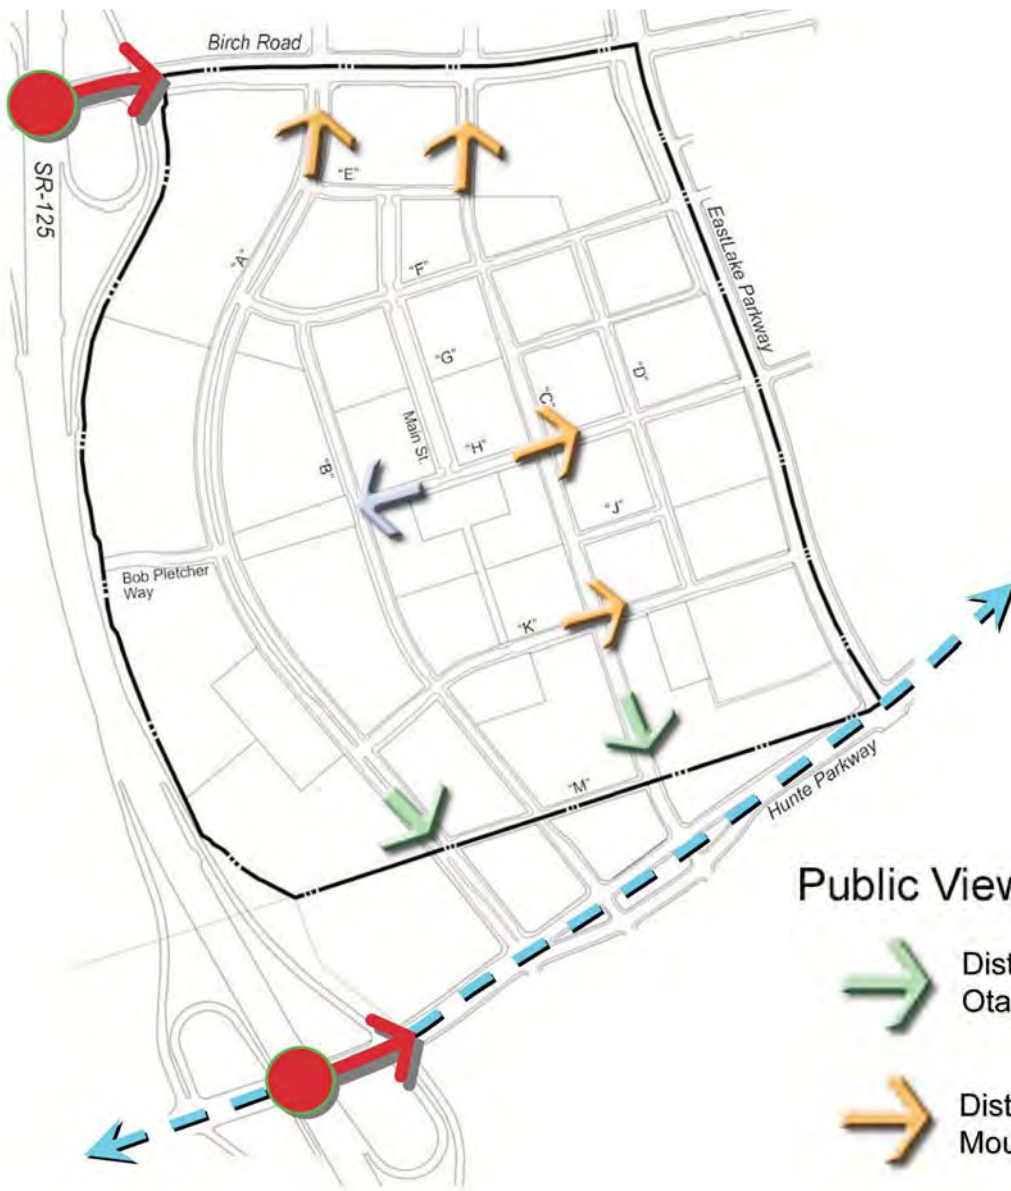 Birch Road
SR-125
"E"
"A"
EastLake Parkway
"F"
"G"
"D"
"C"
Main St.
"H"
"B"
"J"
Bob Pletcher
Way
"K"
"M"
Hunte Parkway
Public View
Dist
Ota
Dist
Mou